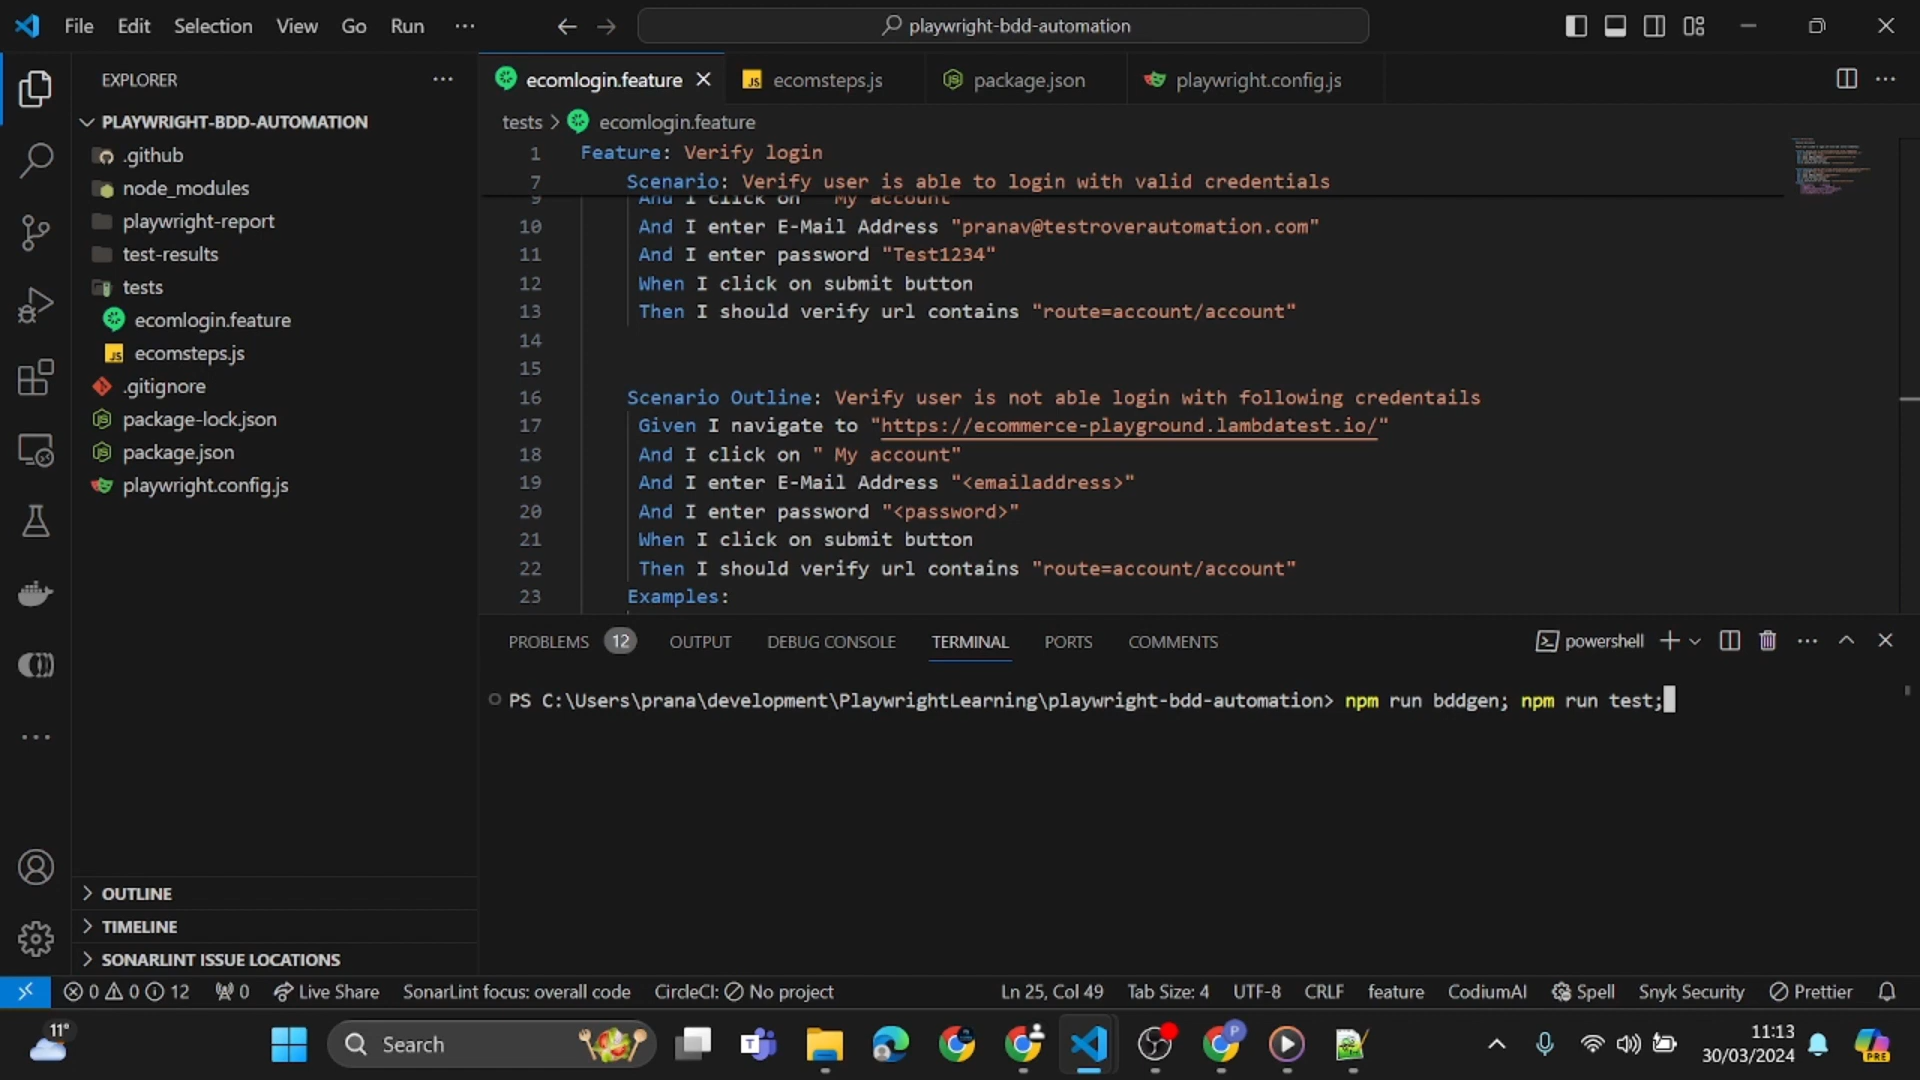 File Edit Selection View Go Run ···
playwright-bdd-automation
EXPLORER
PLAYWRIGHT-BDD-AUTOMATION
.github
node_modules
playwright-report
test-results
tests
ecomlogin.feature
JS ecomsteps.js
.gitignore
package-lock.json
package.json
playwright.config.js
OUTLINE
TIMELINE
SONARLINT ISSUE LOCATIONS
ecomlogin.feature JS ecomsteps.js package.json playwright.config.js
tests > ecomlogin.feature
1 Feature: Verify login
7 Scenario: Verify user is able to login with valid credentials
9 And I click on " My account"
10 And I enter E-Mail Address "pranav@testroverautomation.com"
11 And I enter password "Test1234"
12 When I click on submit button
13 Then I should verify url contains "route=account/account"
14
15
16 Scenario Outline: Verify user is not able login with following credentails
17 Given I navigate to "https://ecommerce-playground.lambdatest.io/"
18 And I click on " My account"
19 And I enter E-Mail Address "<emailaddress>"
20 And I enter password "<password>"
21 When I click on submit button
22 Then I should verify url contains "route=account/account"
23 Examples:
PROBLEMS 12 OUTPUT DEBUG CONSOLE TERMINAL PORTS COMMENTS powershell
PS C:\Users\prana\development\PlaywrightLearning\playwright-bdd-automation> npm run bddgen; npm run test;
0 0 12 0 Live Share SonarLint focus: overall code CircleCI: No project Ln 25, Col 49 Tab Size: 4 UTF-8 CRLF feature CodiumAI Spell Snyk Security Prettier
11° Search P PRE
11:13
30/03/2024